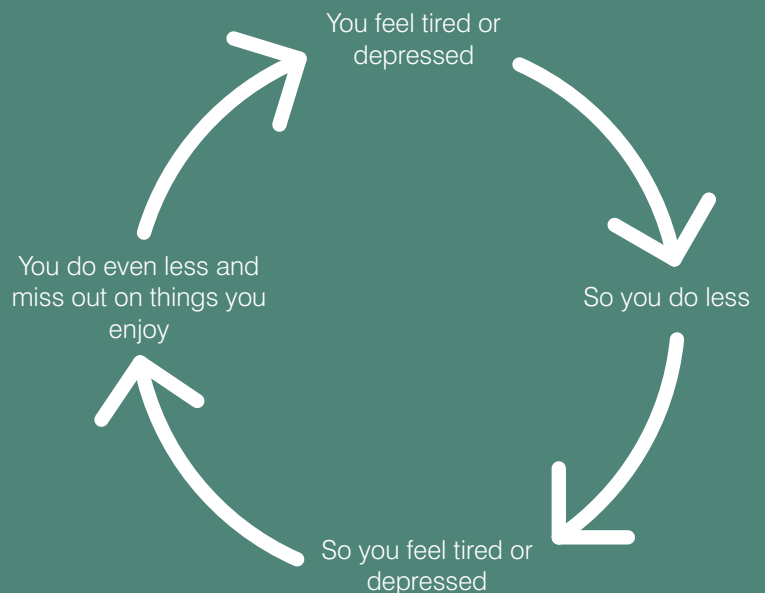 You feel tired or
depressed
So you do less
So you feel tired or
depressed
You do even less and
miss out on things you
enjoy